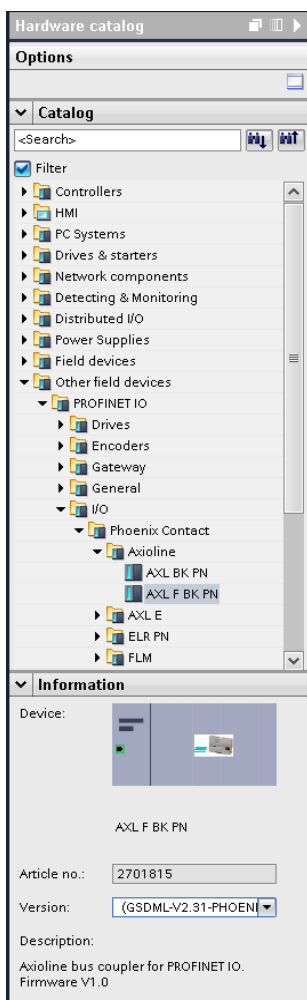 Hardware catalog
Options
Catalog
<Search>
Filter
Controllers
HMI
PC Systems
Drives & starters
Network components
Detecting & Monitoring
Distributed I/O
Power Supplies
Field devices
Other field devices
PROFINET IO
Drives
Encoders
Gateway
General
I/O
Phoenix Contact
Axioline
AXL BK PN
AXL F BK PN
AXL E
ELR PN
FLM
Information
Device:
AXL F BK PN
Article no.: 2701815
Version: (GSDML-V2.31-PHOENI
Description:
Axioline bus coupler for PROFINET IO.
Firmware V1.0